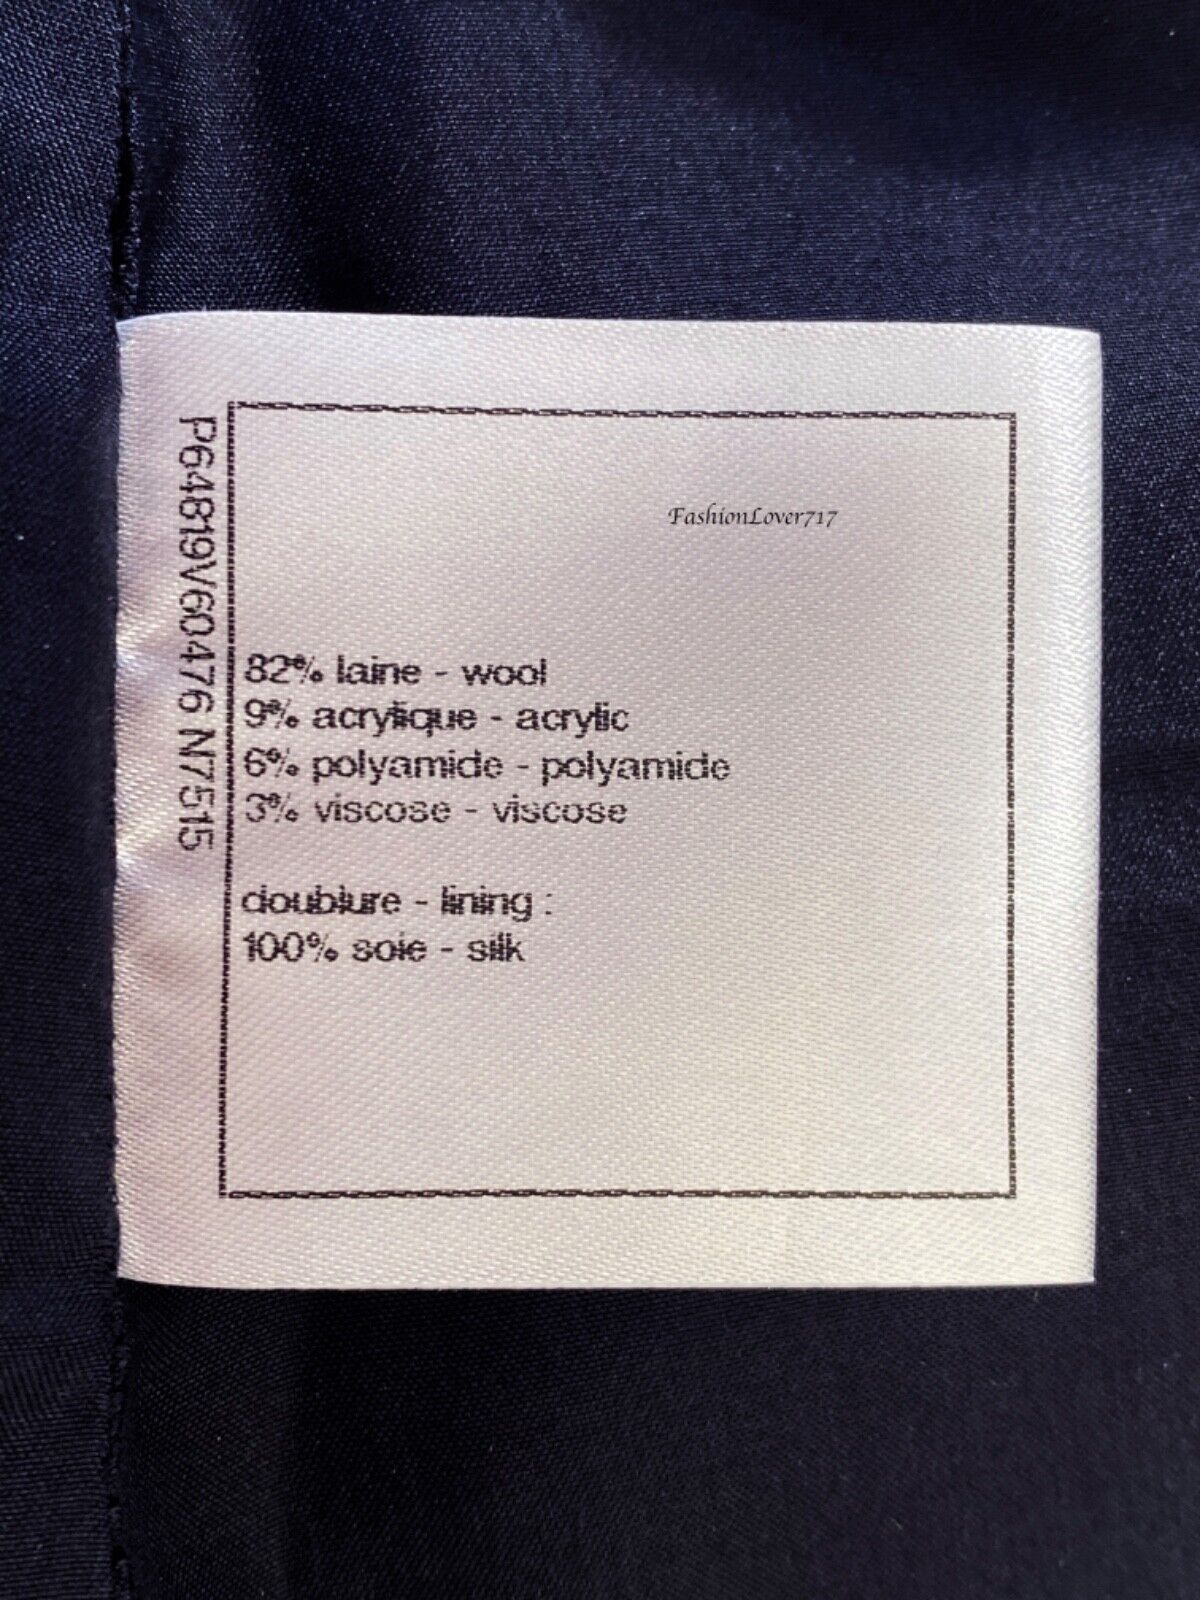 P64819V60476 N7515
FashionLover717
82% laine - wool
9% acrylique - acrylic
6% polyamide - polyamide
3% viscose - viscose
doublure - lining :
100% soie - silk